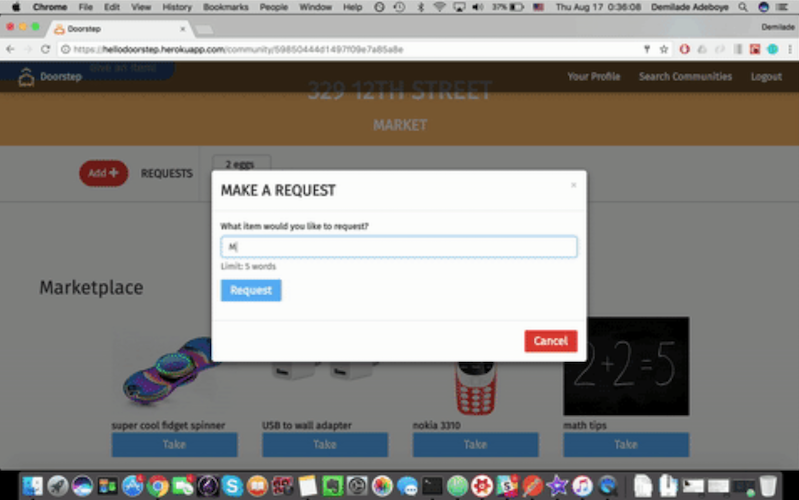 Chrome File Edit View History Bookmarks People Window Help 37% Thu Aug 17 0:36:08 Demilade Adeboye
Doorstep Demilade
https://hellodoorstep.herokuapp.com/community/59850444d1497f09e7a85a8e
Give an Item
Doorstep Your Profile Search Communities Logout
329 12TH STREET
MARKET
Add + REQUESTS 2 eggs
MAKE A REQUEST ×
What item would you like to request?
M
Limit: 5 words
Request
Cancel
Marketplace
2+2=5
super cool fidget spinner USB to wall adapter nokia 3310 math tips
Take Take Take Take